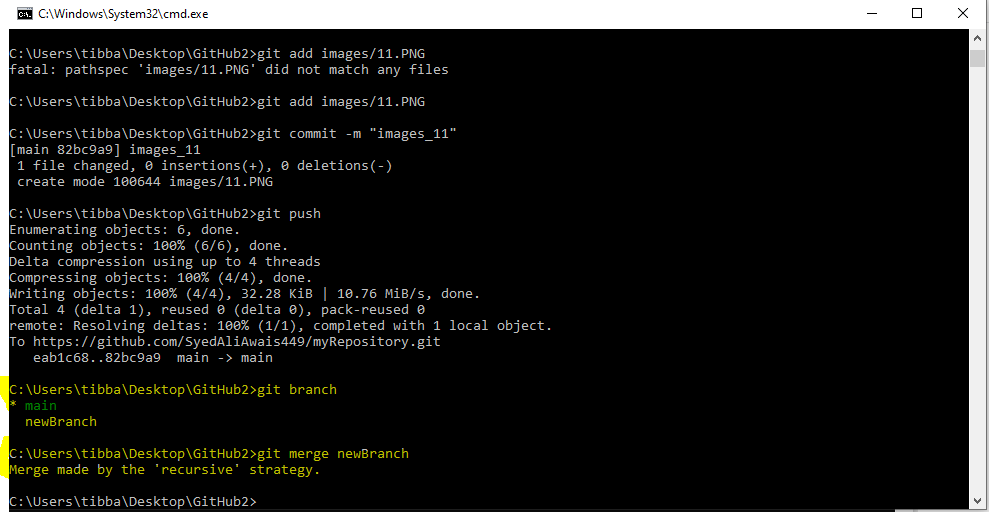 C:\Windows\System32\cmd.exe
C:\Users\tibba\Desktop\GitHub2>git add images/11.PNG
fatal: pathspec 'images/11.PNG' did not match any files
C:\Users\tibba\Desktop\GitHub2>git add images/11.PNG
C:\Users\tibba\Desktop\GitHub2>git commit -m "images_11"
[main 82bc9a9] images_11
 1 file changed, 0 insertions(+), 0 deletions(-)
 create mode 100644 images/11.PNG
C:\Users\tibba\Desktop\GitHub2>git push
Enumerating objects: 6, done.
Counting objects: 100% (6/6), done.
Delta compression using up to 4 threads
Compressing objects: 100% (4/4), done.
Writing objects: 100% (4/4), 32.28 KiB | 10.76 MiB/s, done.
Total 4 (delta 1), reused 0 (delta 0), pack-reused 0
remote: Resolving deltas: 100% (1/1), completed with 1 local object.
To https://github.com/SyedAliAwais449/myRepository.git
   eab1c68..82bc9a9  main -> main
C:\Users\tibba\Desktop\GitHub2>git branch
* main
  newBranch
C:\Users\tibba\Desktop\GitHub2>git merge newBranch
Merge made by the 'recursive' strategy.
C:\Users\tibba\Desktop\GitHub2>